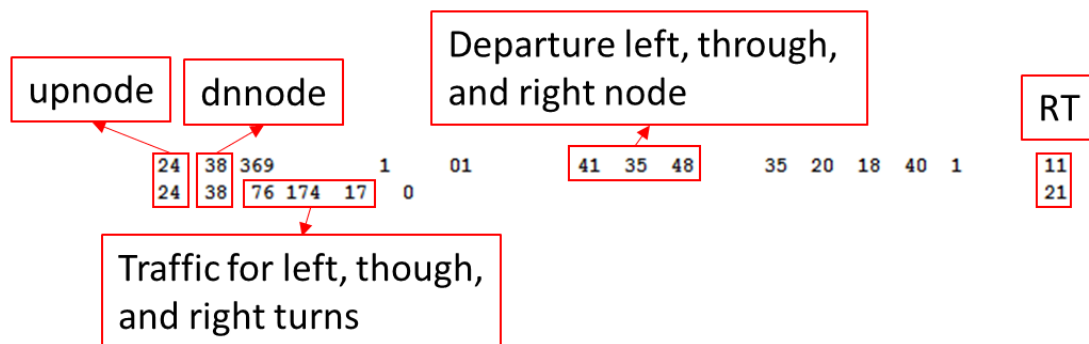 Departure left, through,
and right node
upnode
dnnode
RT
24 38 369 1 01 41 35 48 35 20 18 40 1 11
24 38 76 174 17 0 21
Traffic for left, though,
and right turns